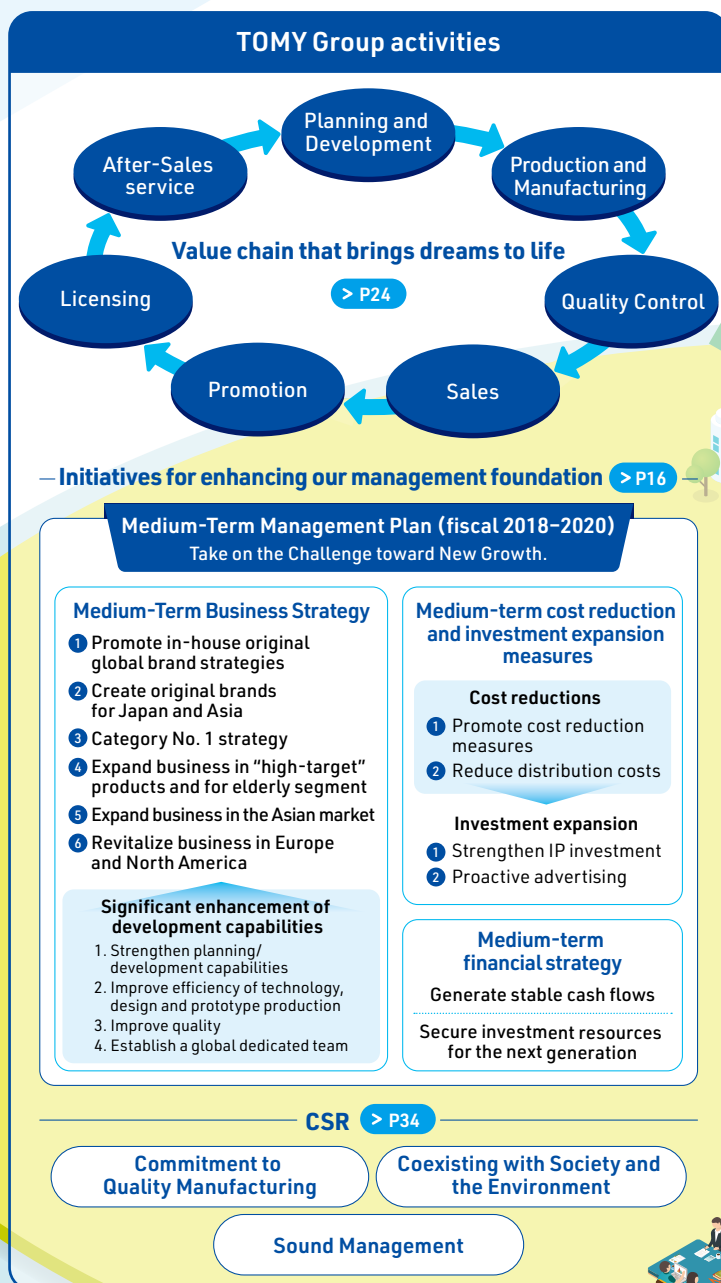 TOMY Group activities
Planning and
Development
Production and
Manufacturing
Quality Control
Sales
Promotion
Licensing
After-Sales
service
Value chain that brings dreams to life
> P24
Initiatives for enhancing our management foundation > P16
Medium-Term Management Plan (fiscal 2018–2020)
Take on the Challenge toward New Growth.
Medium-Term Business Strategy
1 Promote in-house original
global brand strategies
2 Create original brands
for Japan and Asia
3 Category No. 1 strategy
4 Expand business in “high-target”
products and for elderly segment
5 Expand business in the Asian market
6 Revitalize business in Europe
and North America
Significant enhancement of
development capabilities
1. Strengthen planning/
development capabilities
2. Improve efficiency of technology,
design and prototype production
3. Improve quality
4. Establish a global dedicated team
Medium-term cost reduction
and investment expansion
measures
Cost reductions
1 Promote cost reduction
measures
2 Reduce distribution costs
Investment expansion
1 Strengthen IP investment
2 Proactive advertising
Medium-term
financial strategy
Generate stable cash flows
Secure investment resources
for the next generation
CSR > P34
Commitment to
Quality Manufacturing
Coexisting with Society and
the Environment
Sound Management